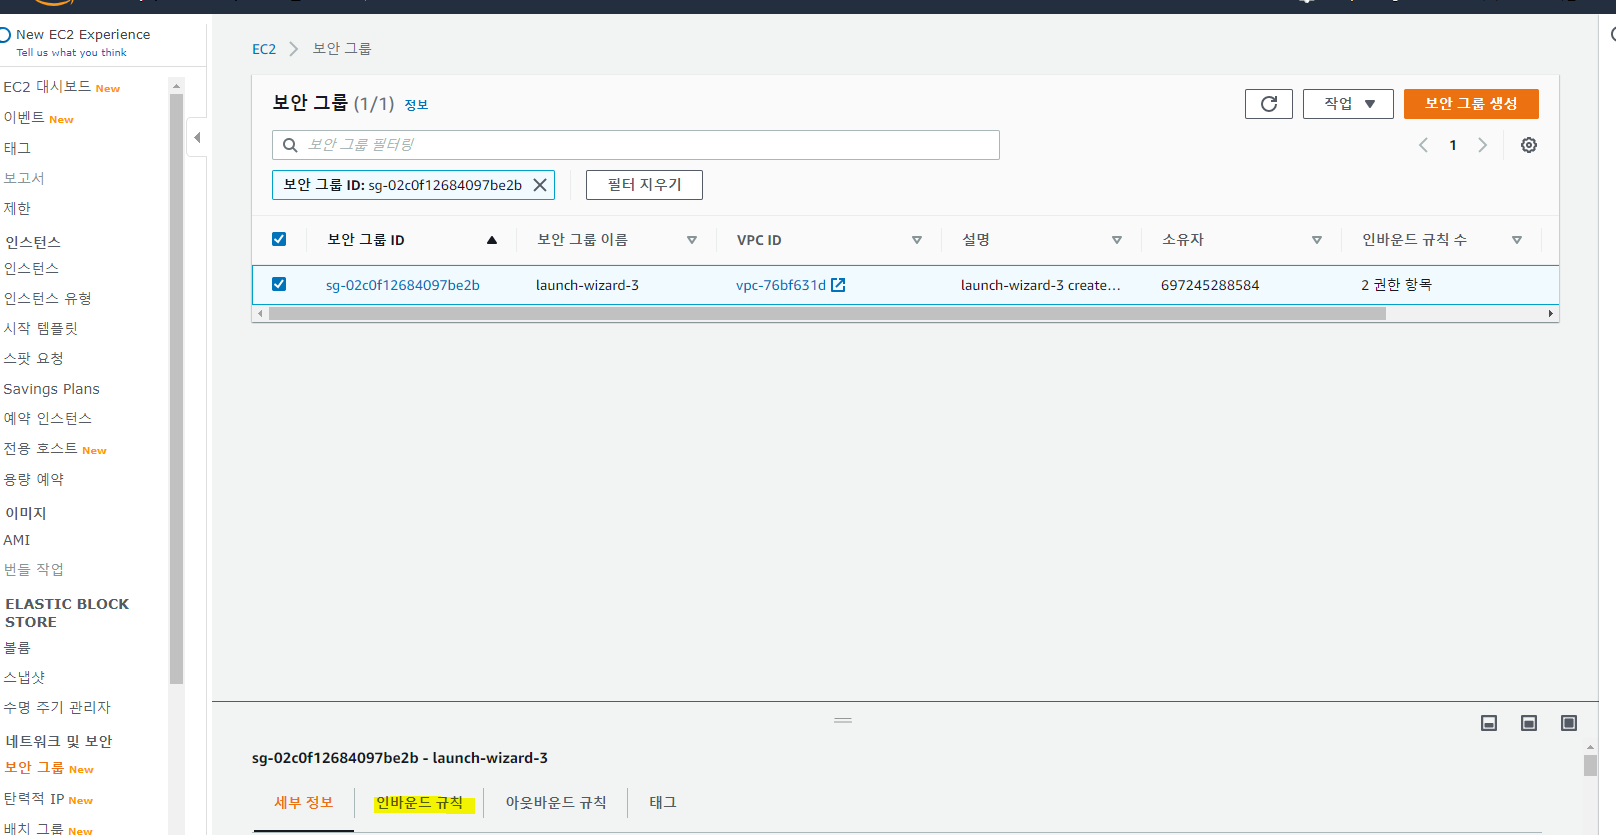 New EC2 Experience
Tell us what you think
EC2 대시보드 New
이벤트 New
태그
보고서
제한
인스턴스
인스턴스
인스턴스 유형
시작 템플릿
스팟 요청
Savings Plans
예약 인스턴스
전용 호스트 New
용량 예약
이미지
AMI
번들 작업
ELASTIC BLOCK
STORE
볼륨
스냅샷
수명 주기 관리자
네트워크 및 보안
보안 그룹 New
탄력적 IP New
배치 그룹 New
EC2 > 보안 그룹
보안 그룹 (1/1) 정보
작업
보안 그룹 생성
보안 그룹 필터링
1
보안 그룹 ID: sg-02c0f12684097be2b
필터 지우기
보안 그룹 ID 보안 그룹 이름 VPC ID 설명 소유자 인바운드 규칙 수
sg-02c0f12684097be2b launch-wizard-3 vpc-76bf631d launch-wizard-3 create... 697245288584 2 권한 항목
sg-02c0f12684097be2b - launch-wizard-3
세부 정보 인바운드 규칙 아웃바운드 규칙 태그